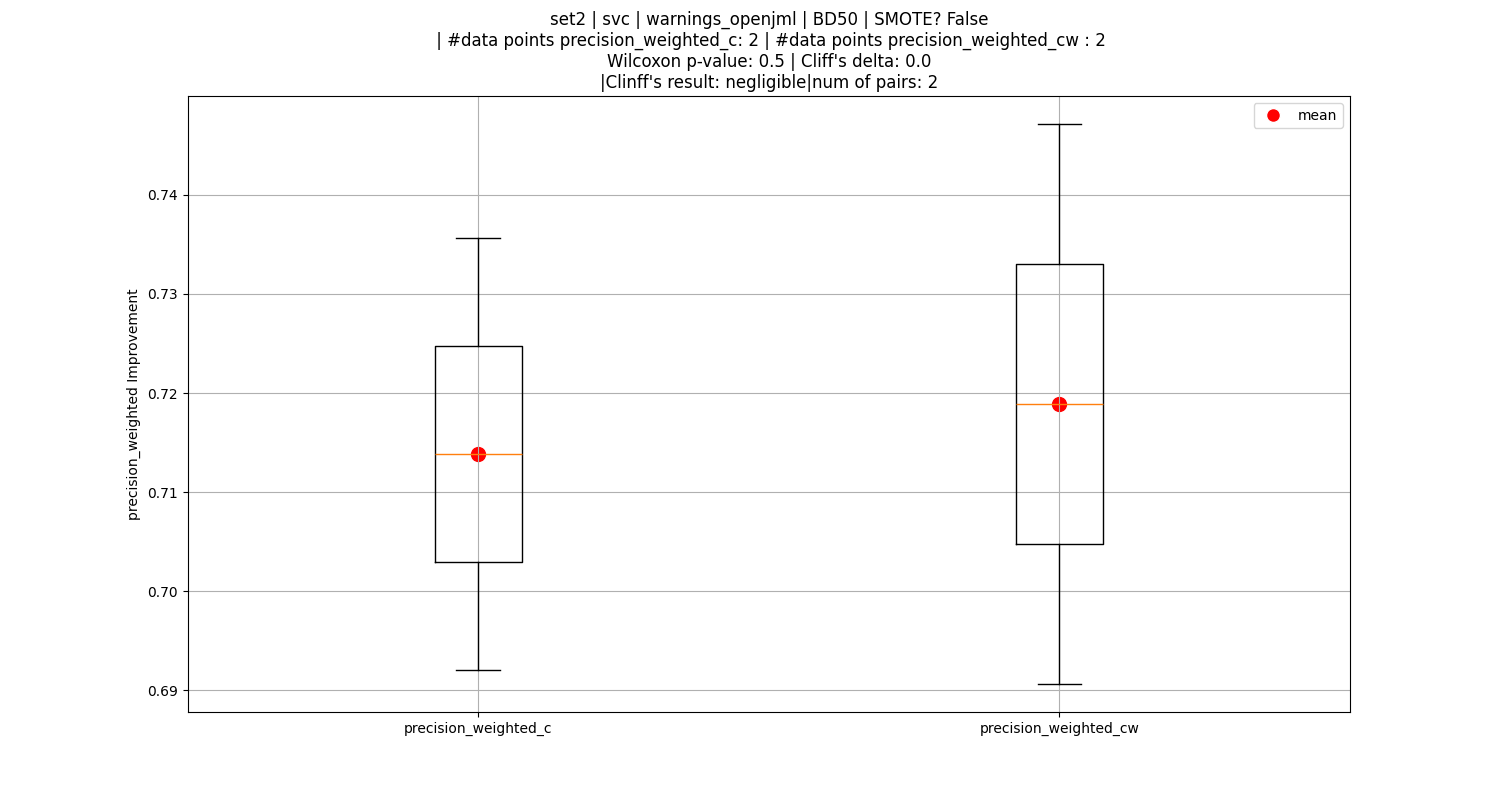 set2 | svc | warnings_openjml | BD50 | SMOTE? False
| #data points precision_weighted_c: 2 | #data points precision_weighted_cw : 2
Wilcoxon p-value: 0.5 | Cliff's delta: 0.0
|Clinff's result: negligible|num of pairs: 2
mean
0.74
0.73
0.72
0.71
0.70
0.69
precision_weighted Improvement
precision_weighted_c
precision_weighted_cw